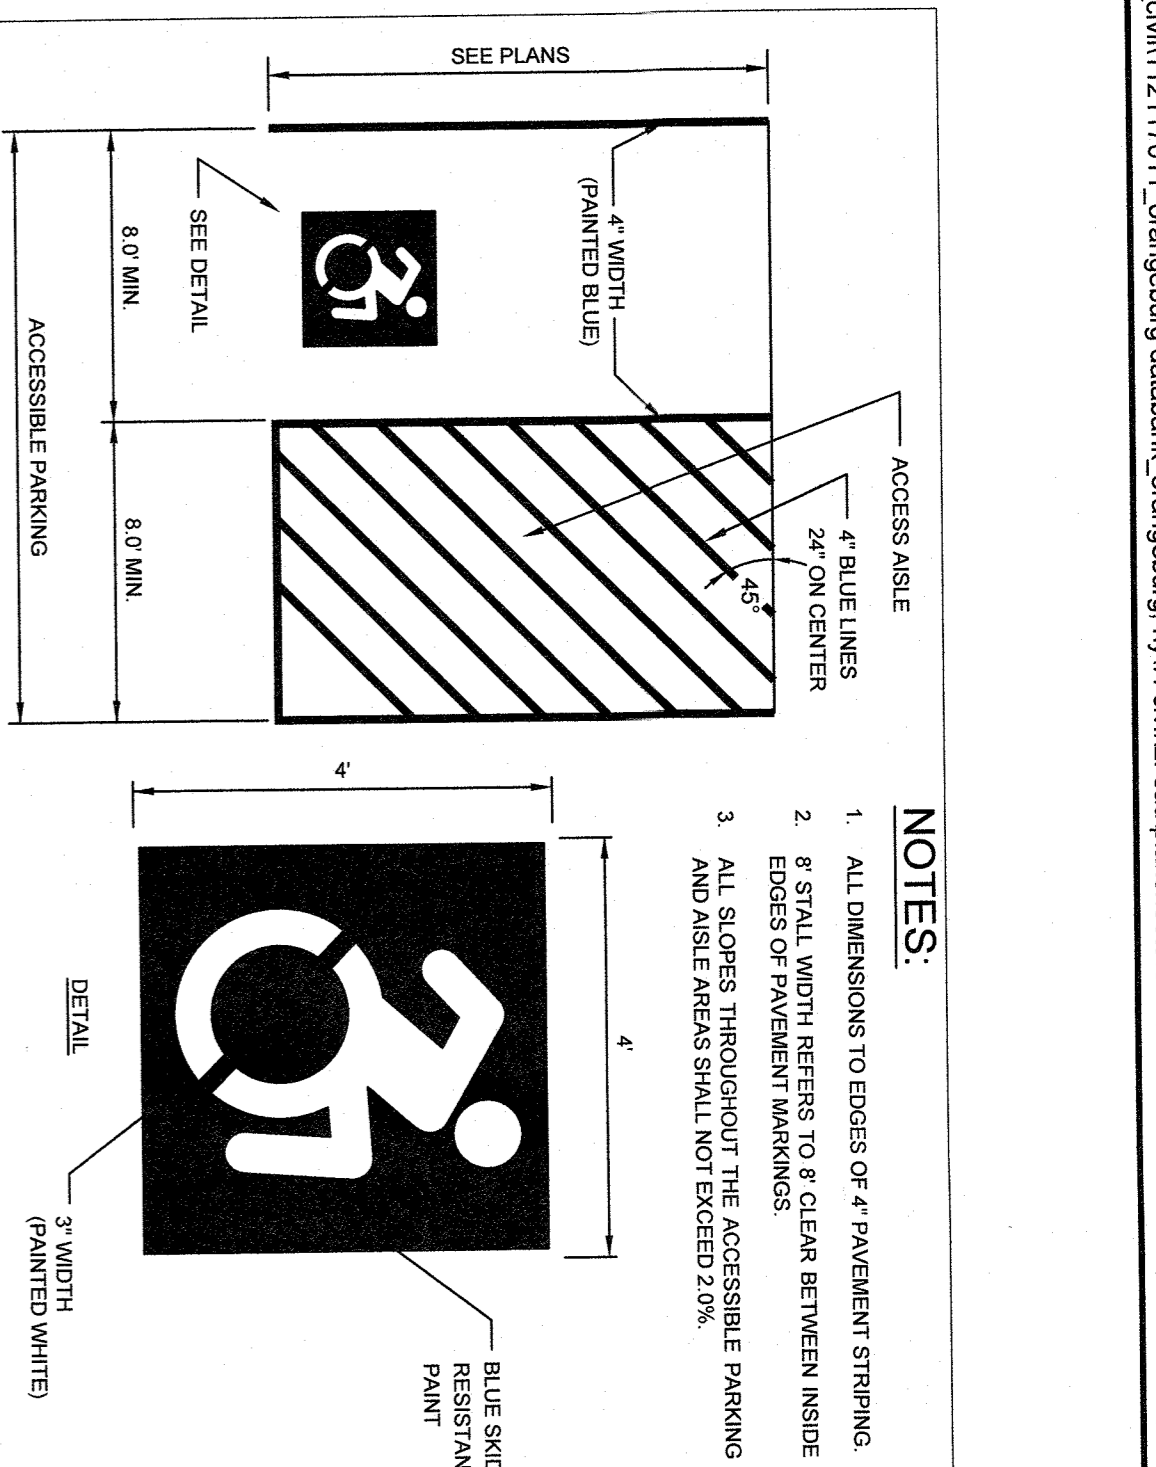 SEE PLANS
4" WIDTH
(PAINTED BLUE)
SEE DETAIL
8.0' MIN.
8.0' MIN.
ACCESSIBLE PARKING
ACCESS AISLE
4" BLUE LINES
24" ON CENTER
45°
NOTES:
1. ALL DIMENSIONS TO EDGES OF 4" PAVEMENT STRIPING.
2. 8' STALL WIDTH REFERS TO 8' CLEAR BETWEEN INSIDE
EDGES OF PAVEMENT MARKINGS.
3. ALL SLOPES THROUGHOUT THE ACCESSIBLE PARKING
AND AISLE AREAS SHALL NOT EXCEED 2.0%.
4'
4'
DETAIL
3" WIDTH
(PAINTED WHITE)
BLUE SKID
RESISTAN
PAINT